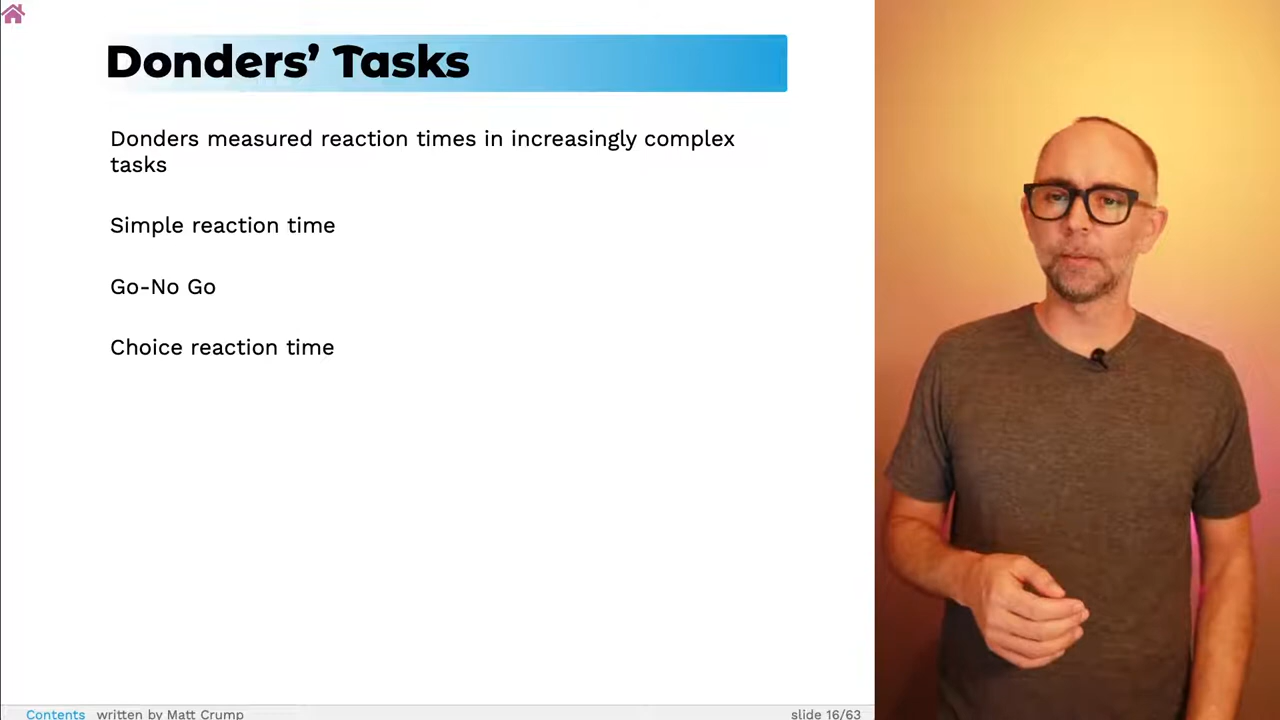 Donders’ Tasks
Donders measured reaction times in increasingly complex
tasks
Simple reaction time
Go-No Go
Choice reaction time
Contents written by Matt Crump
slide 16/63